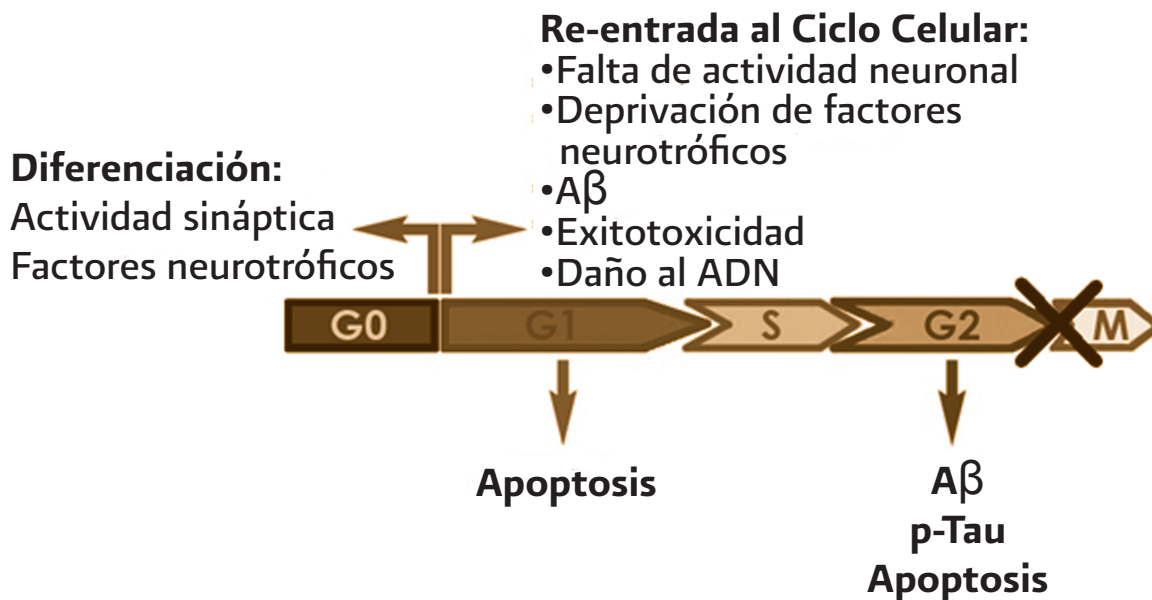 Re-entrada al Ciclo Celular:
•Falta de actividad neuronal
•Deprivación de factores
neurotróficos
•Aβ
•Exitotoxicidad
•Daño al ADN
Diferenciación:
Actividad sináptica
Factores neurotróficos
G0
G1
S
G2
M
Apoptosis
Aβ
p-Tau
Apoptosis